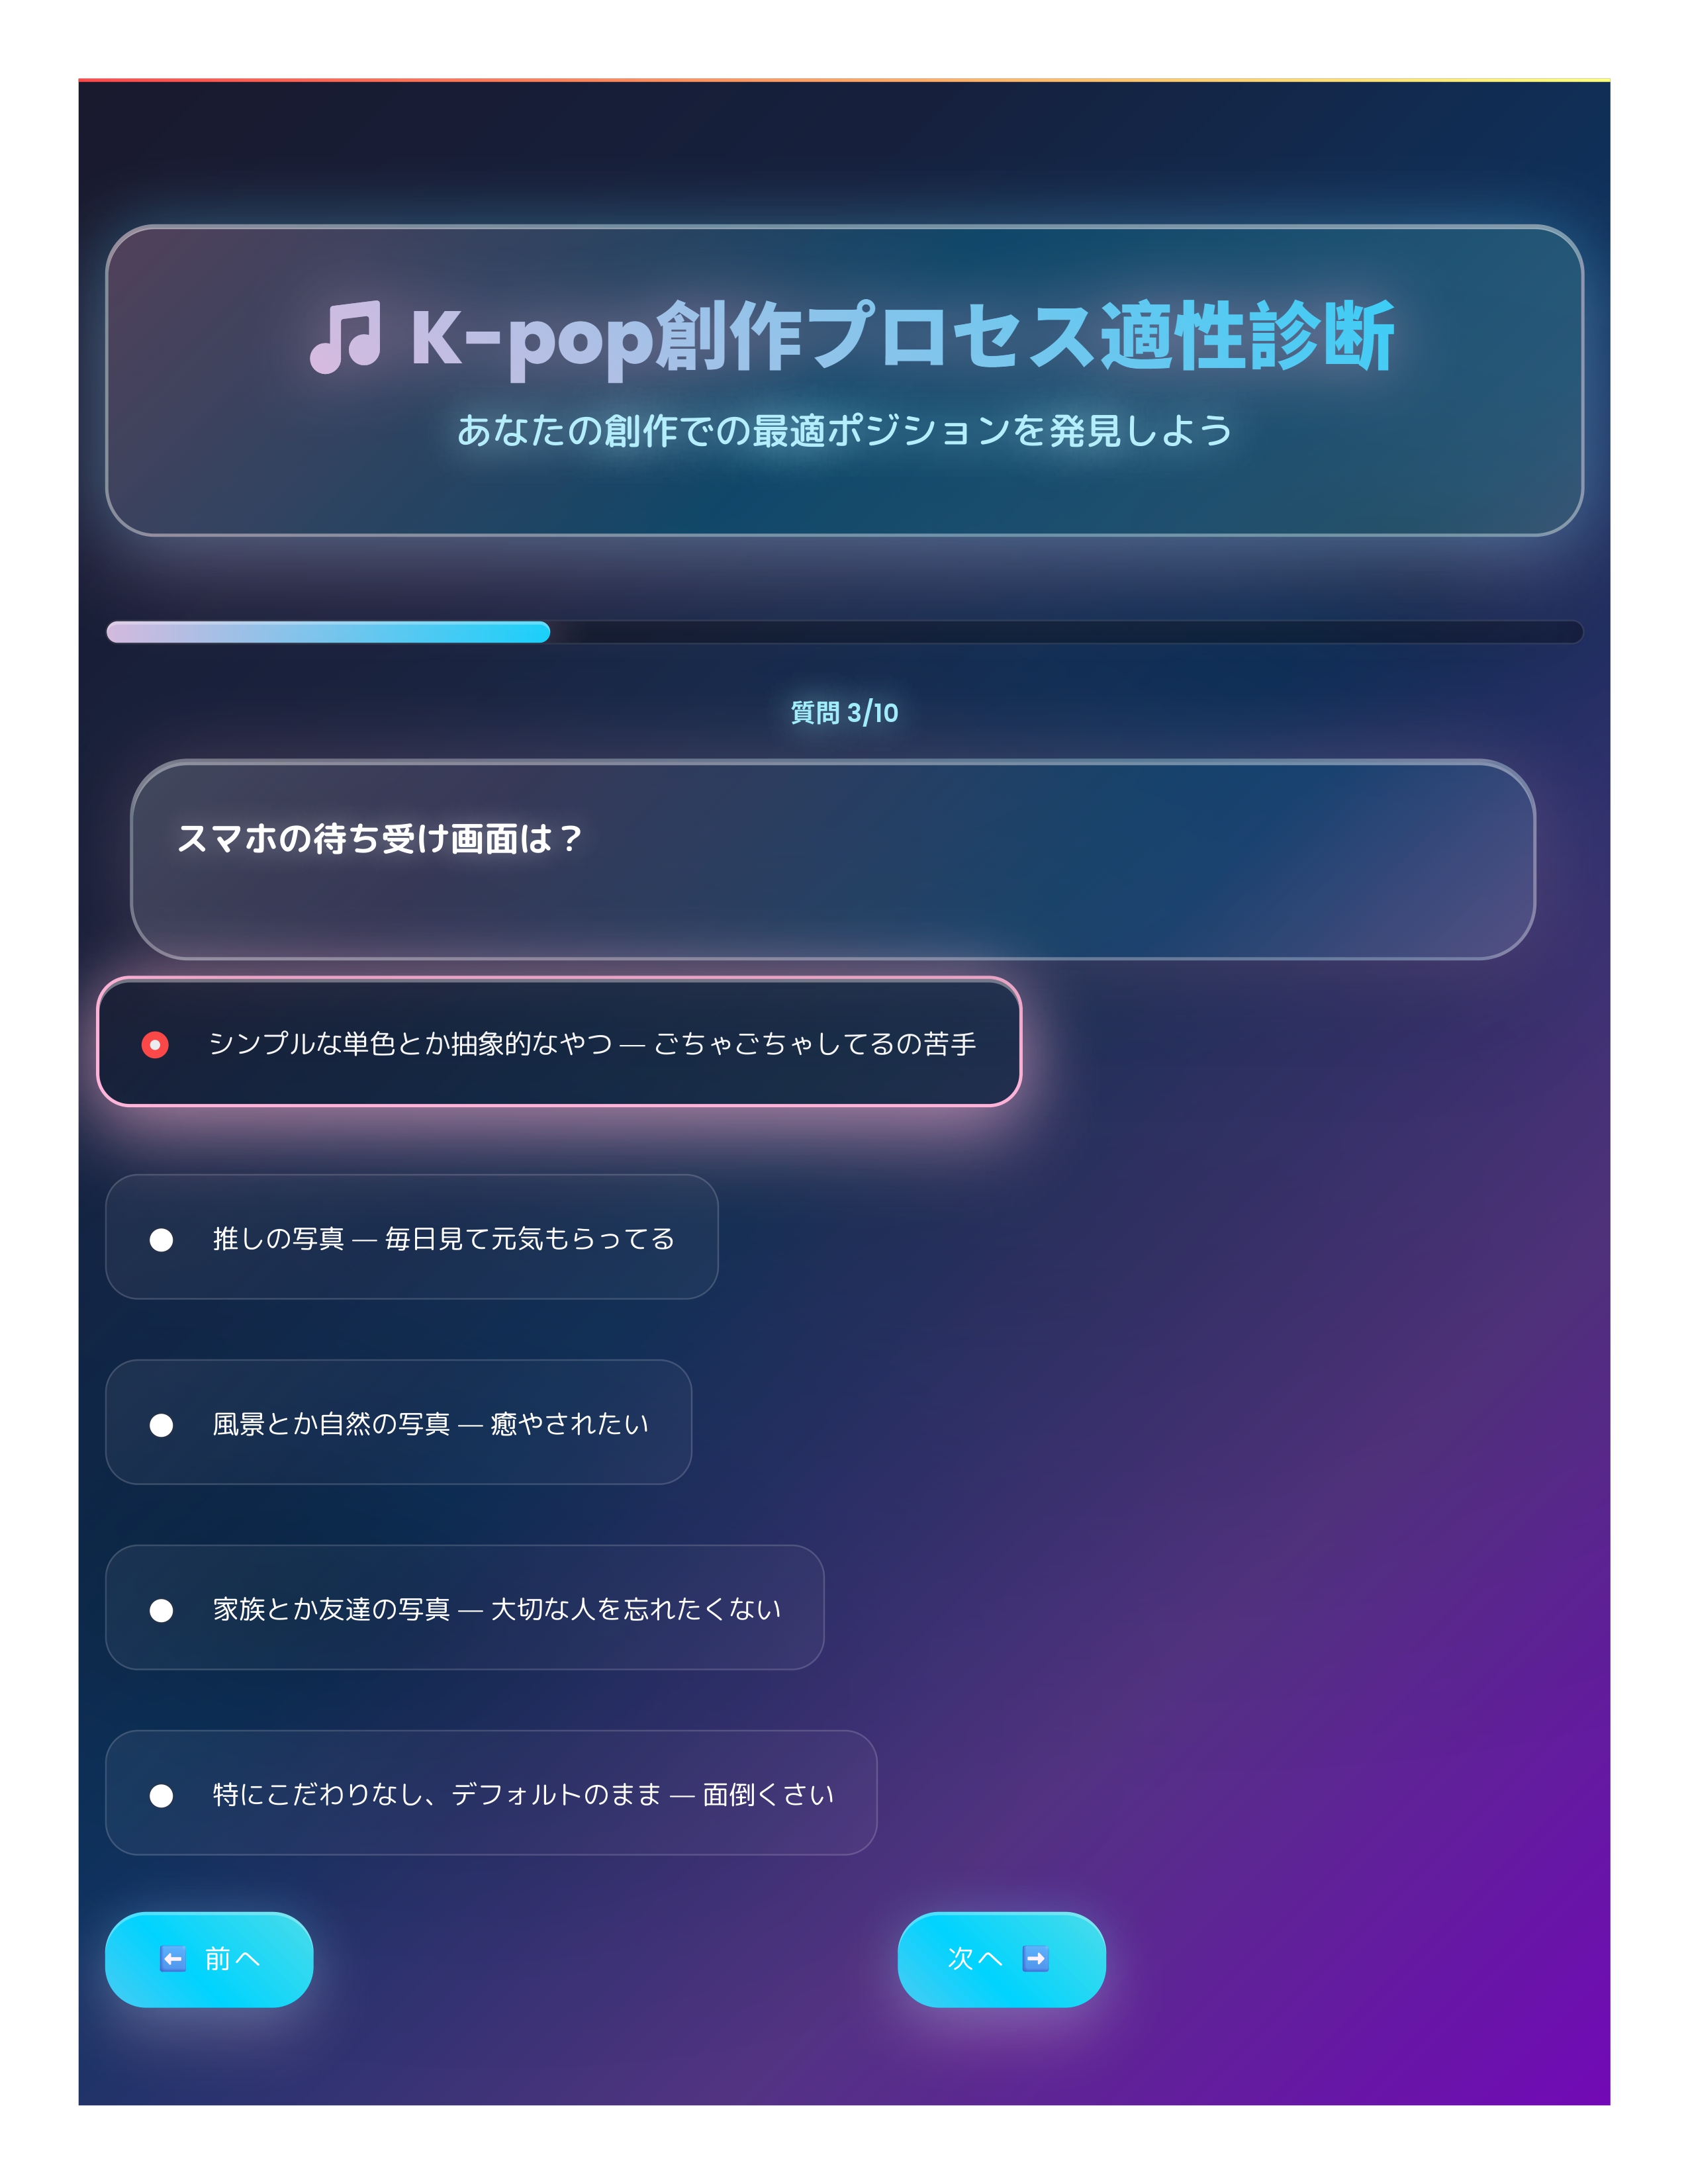 🎵 K-pop創作プロセス適性診断
あなたの創作での最適ポジションを発見しよう
質問 3/10
スマホの待ち受け画面は？
シンプルな単色とか抽象的なやつ — ごちゃごちゃしてるの苦手
推しの写真 — 毎日見て元気もらってる
風景とか自然の写真 — 癒やされたい
家族とか友達の写真 — 大切な人を忘れたくない
特にこだわりなし、デフォルトのまま — 面倒くさい
⬅️ 前へ
次へ ➡️